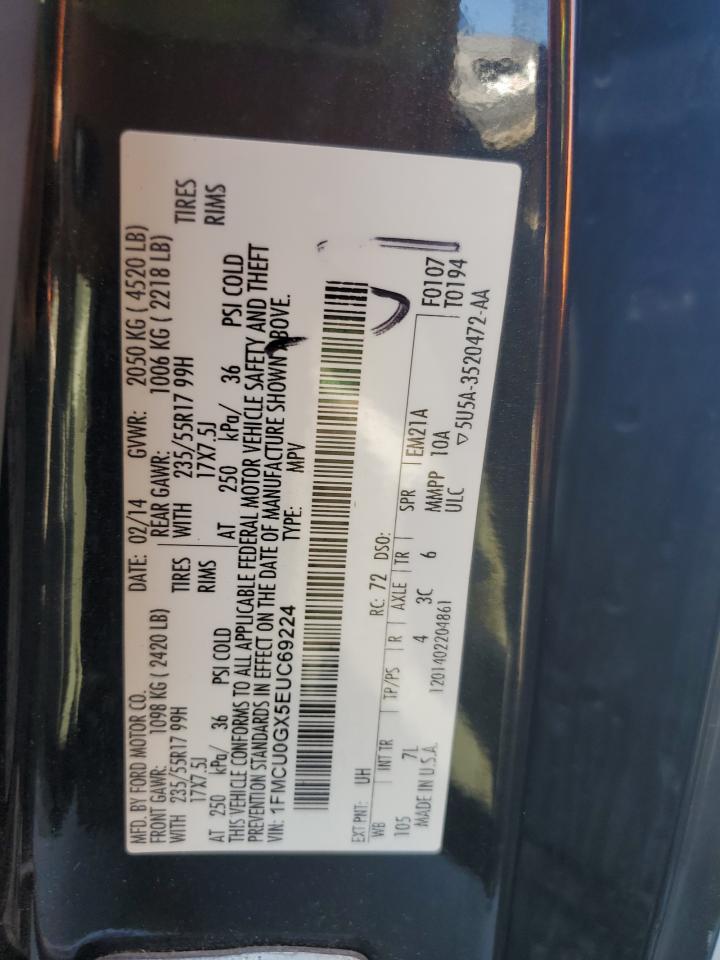 MFD. BY FORD MOTOR CO. DATE: 02/14 GVWR: 2050 KG ( 4520 LB)
FRONT GAWR: 1098 KG ( 2420 LB) REAR GAWR: 1006 KG ( 2218 LB)
WITH 235/55R17 99H TIRES WITH 235/55R17 99H TIRES
17X7.5J RIMS 17X7.5J RIMS
AT 250 kPa/ 36 PSI COLD AT 250 kPa/ 36 PSI COLD
THIS VEHICLE CONFORMS TO ALL APPLICABLE FEDERAL MOTOR VEHICLE SAFETY AND THEFT
PREVENTION STANDARDS IN EFFECT ON THE DATE OF MANUFACTURE SHOWN ABOVE.
VIN: 1FMCU0GX5EUC69224 TYPE: MPV
F0107
T0194
EXT PNT: UH RC: 72 DSO:
WB INT TR TP/PS R AXLE TR SPR EM21A
105 7L 4 3C 6 MMPP 10A
ULC
MADE IN U.S.A. 1201402204861 ▽5U5A-3520472-AA